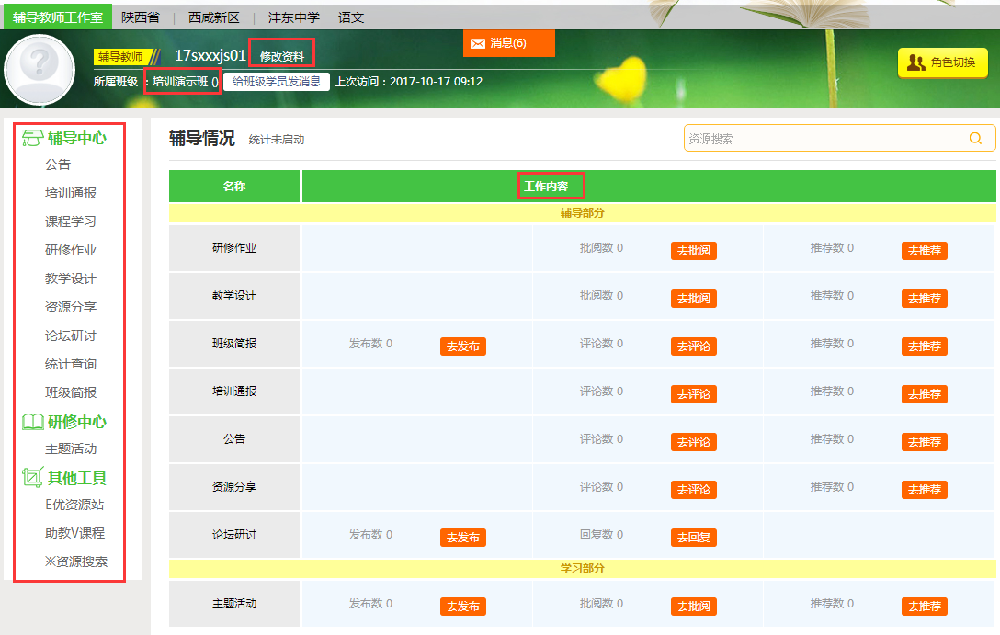 辅导教师工作室 陕西省 | 西咸新区 | 沣东中学 语文
消息(6)
辅导教师 17sxxxjs01 修改资料
角色切换
所属班级 : 培训演示班 () 给班级学员发消息 上次访问：2017-10-17 09:12
辅导中心
公告
培训通报
课程学习
研修作业
教学设计
资源分享
论坛研讨
统计查询
班级简报
研修中心
主题活动
其他工具
E优资源站
助教V课程
※资源搜索
辅导情况 统计未启动
资源搜索
名称 工作内容
辅导部分
研修作业 批阅数 0 去批阅 推荐数 0 去推荐
教学设计 批阅数 0 去批阅 推荐数 0 去推荐
班级简报 发布数 0 去发布 评论数 0 去评论 推荐数 0 去推荐
培训通报 评论数 0 去评论 推荐数 0 去推荐
公告 评论数 0 去评论 推荐数 0 去推荐
资源分享 评论数 0 去评论 推荐数 0 去推荐
论坛研讨 发布数 0 去发布 回复数 0 去回复
学习部分
主题活动 发布数 0 去发布 批阅数 0 去批阅 推荐数 0 去推荐